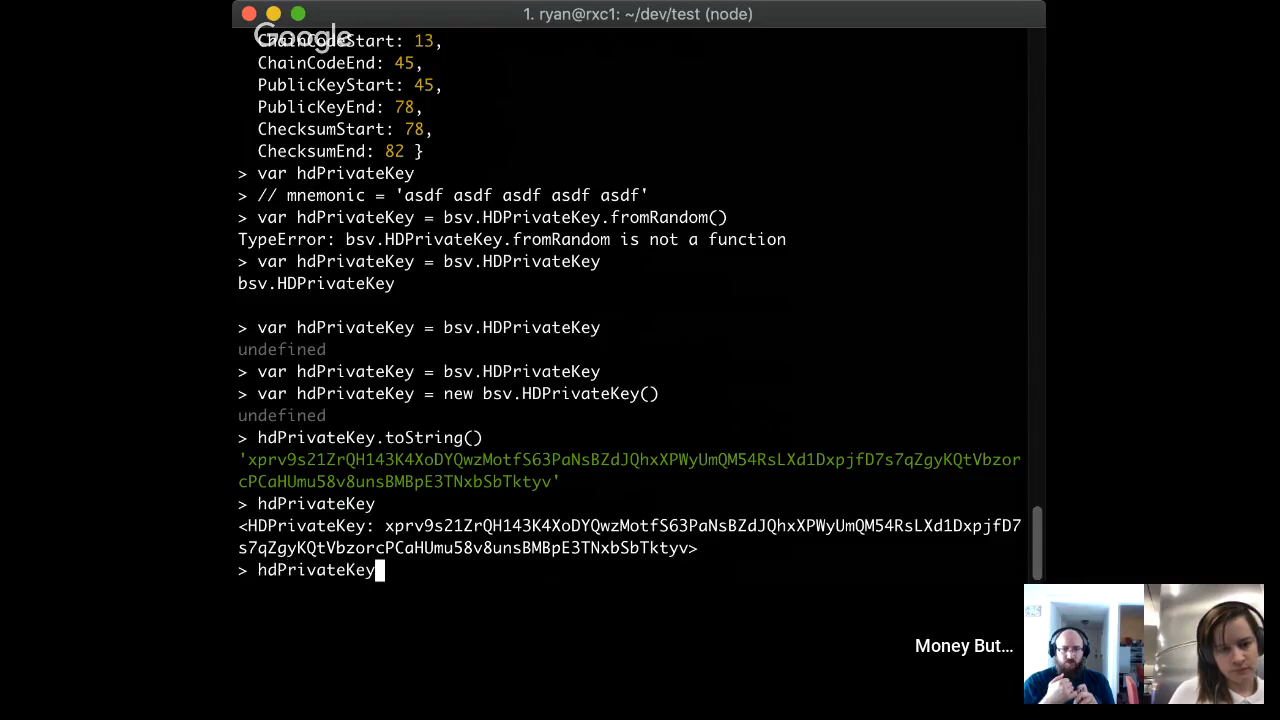 1. ryan@rxc1: ~/dev/test (node)
Google
ChainCodeStart: 13,
ChainCodeEnd: 45,
PublicKeyStart: 45,
PublicKeyEnd: 78,
ChecksumStart: 78,
ChecksumEnd: 82 }
> var hdPrivateKey
> // mnemonic = 'asdf asdf asdf asdf asdf'
> var hdPrivateKey = bsv.HDPrivateKey.fromRandom()
TypeError: bsv.HDPrivateKey.fromRandom is not a function
> var hdPrivateKey = bsv.HDPrivateKey
bsv.HDPrivateKey
> var hdPrivateKey = bsv.HDPrivateKey
undefined
> var hdPrivateKey = bsv.HDPrivateKey
> var hdPrivateKey = new bsv.HDPrivateKey()
undefined
> hdPrivateKey.toString()
'xprv9s21ZrQH143K4XoDYQwzMotfS63PaNsBZdJQhxXPWyUmQM54RsLXd1DxpjfD7s7qZgyKQtVbzor
cPCaHUmu58v8unsBMBpE3TNxbSbTktyv'
> hdPrivateKey
<HDPrivateKey: xprv9s21ZrQH143K4XoDYQwzMotfS63PaNsBZdJQhxXPWyUmQM54RsLXd1DxpjfD7
s7qZgyKQtVbzorcPCaHUmu58v8unsBMBpE3TNxbSbTktyv>
> hdPrivateKey
Money But...